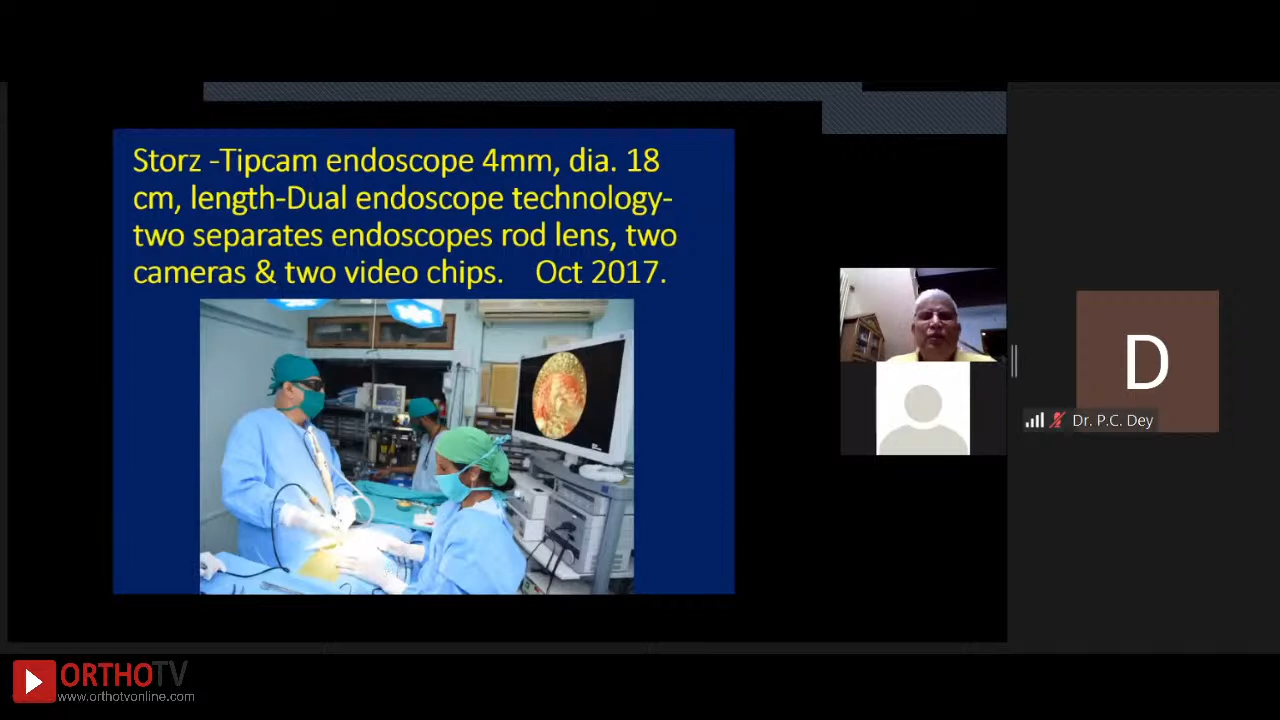 Storz -Tipcam endoscope 4mm, dia. 18
cm, length-Dual endoscope technology-
two separates endoscopes rod lens, two
cameras & two video chips. Oct 2017.
D
Dr. P.C. Dey
ORTHOTV
www.orthotvonline.com